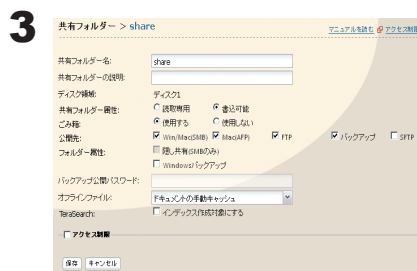 3
共有フォルダー > share
マニュアルを読む アクセス制限
共有フォルダー名: share
共有フォルダーの説明:
ディスク領域: ディスク1
共有フォルダー属性: 読取専用 書込可能
ごみ箱: 使用する 使用しない
公開先: Win/Mac(SMB) Mac(AFP) FTP バックアップ SFTP
フォルダー属性: 隠し共有(SMBのみ)
Windowsバックアップ
バックアップ公開パスワード:
オフラインファイル: ドキュメントの手動キャッシュ
TeraSearch: インデックス作成対象にする
アクセス制限
保存 キャンセル